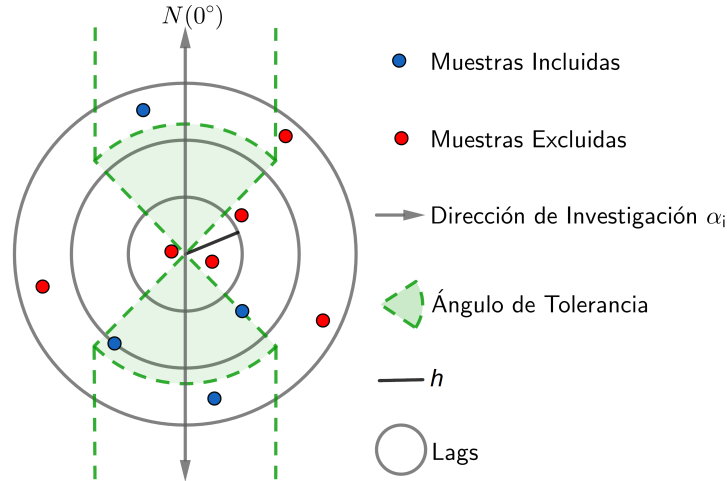 N(0°)
Muestras Incluidas
Muestras Excluidas
Dirección de Investigación αᵢ
Ángulo de Tolerancia
h
Lags